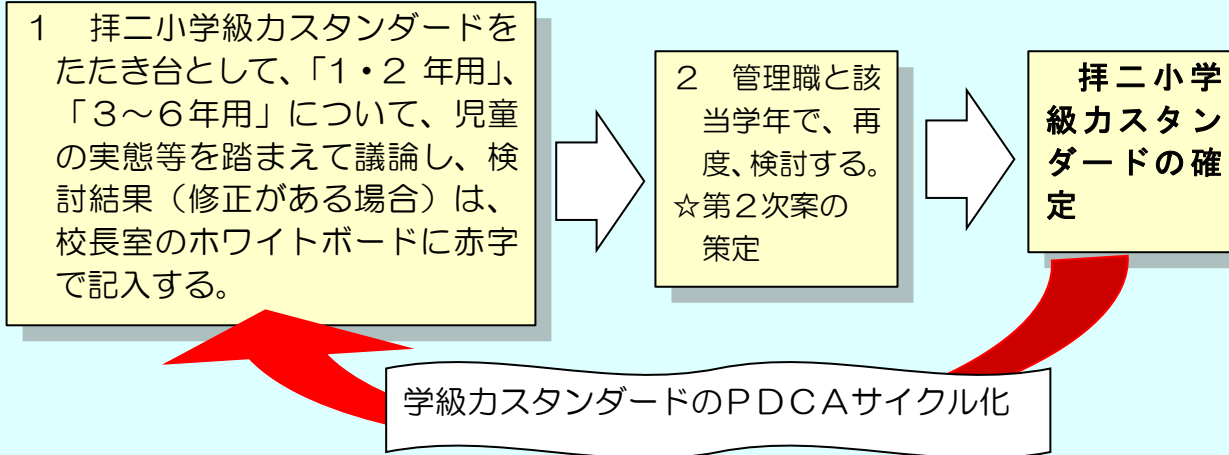 １　拝二小学級力スタンダードを
たたき台として、「１・２ 年用」、
「３～６年用」について、児童
の実態等を踏まえて議論し、検
討結果（修正がある場合）は、
校長室のホワイトボードに赤字
で記入する。
２　管理職と該
当学年で、再
度、検討する。
☆第２次案の
策定
拝二小学
級力スタン
ダードの確
定
学級力スタンダードのＰＤＣＡサイクル化